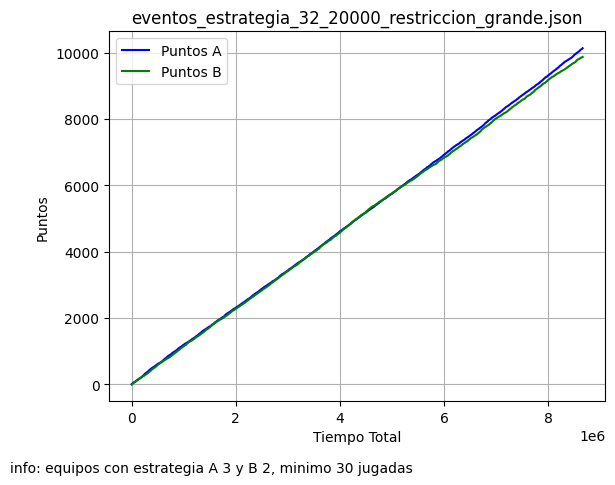 eventos_estrategia_32_20000_restriccion_grande.json
Puntos A
Puntos B
10000
8000
6000
4000
2000
0
Puntos
0 2 4 6 8
1e6
Tiempo Total
info: equipos con estrategia A 3 y B 2, minimo 30 jugadas